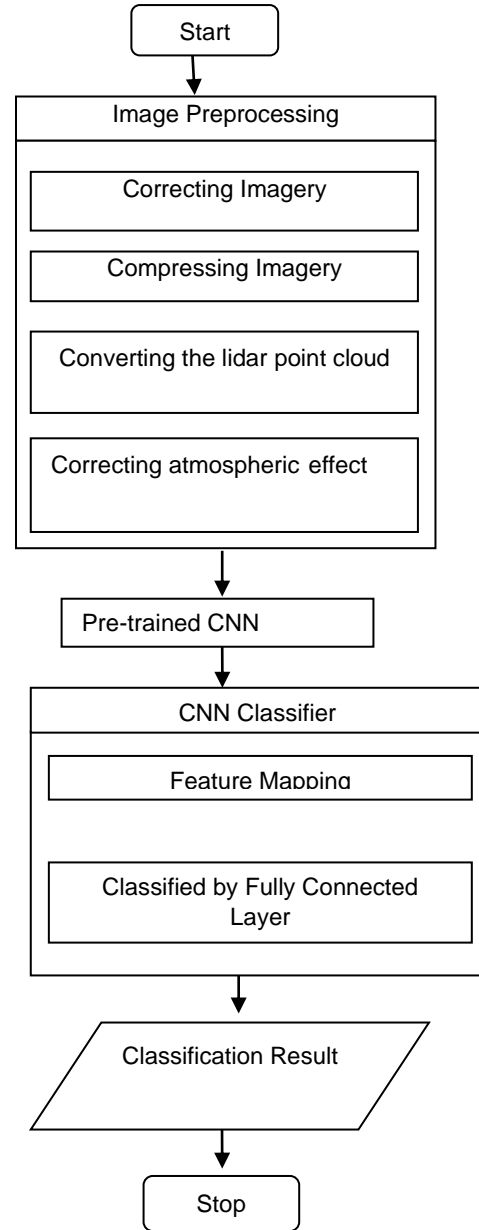 Start
Image Preprocessing
Correcting Imagery
Compressing Imagery
Converting the lidar point cloud
Correcting atmospheric effect
Pre-trained CNN
CNN Classifier
Feature Mapping
Classified by Fully Connected
Layer
Classification Result
Stop